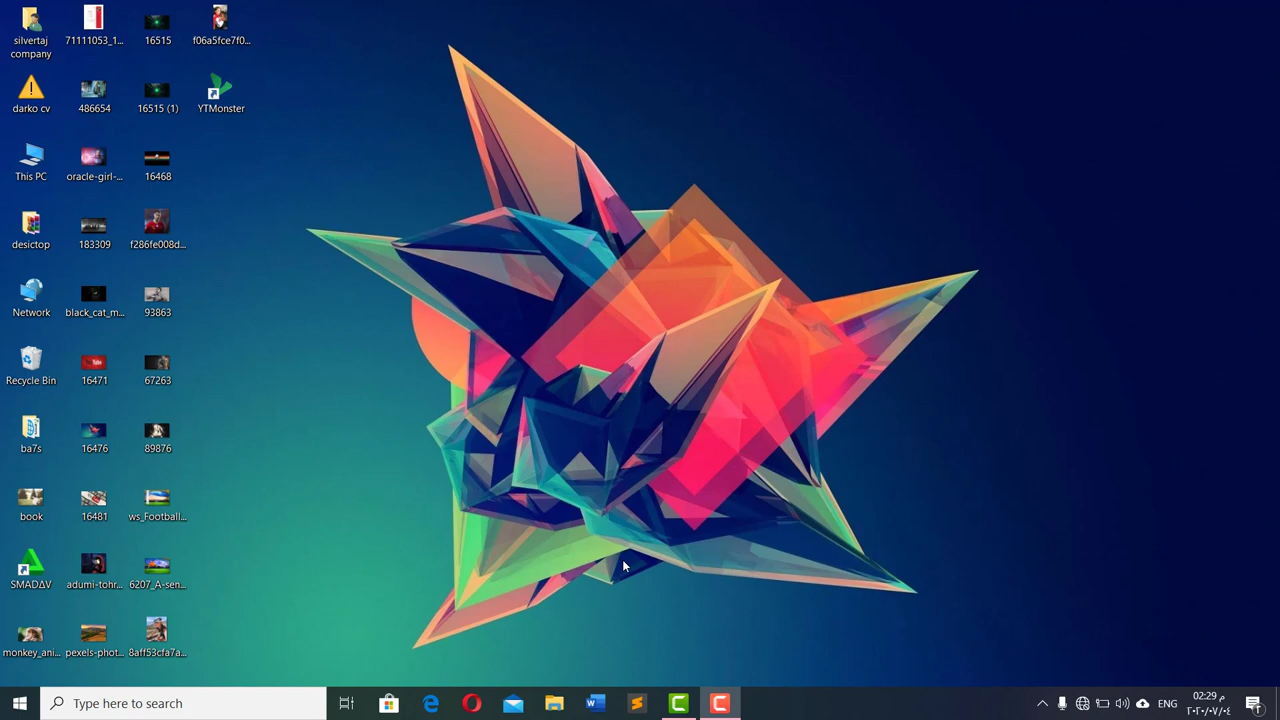 silvertaj
company
71111053_1...
16515
f06a5fce7f0...
darko cv
486654
16515 (1)
YTMonster
This PC
oracle-girl-...
16468
desictop
183309
f286fe008d...
Network
black_cat_m...
93863
Recycle Bin
16471
67263
ba7s
16476
89876
book
16481
ws_Football...
SMADΔV
adumi-tohr...
6207_A-sen...
monkey_ani...
pexels-phot...
8aff53cfa7a...
Type here to search
ENG
02:29 م
٢٠٢٠/٠٧/٠٤